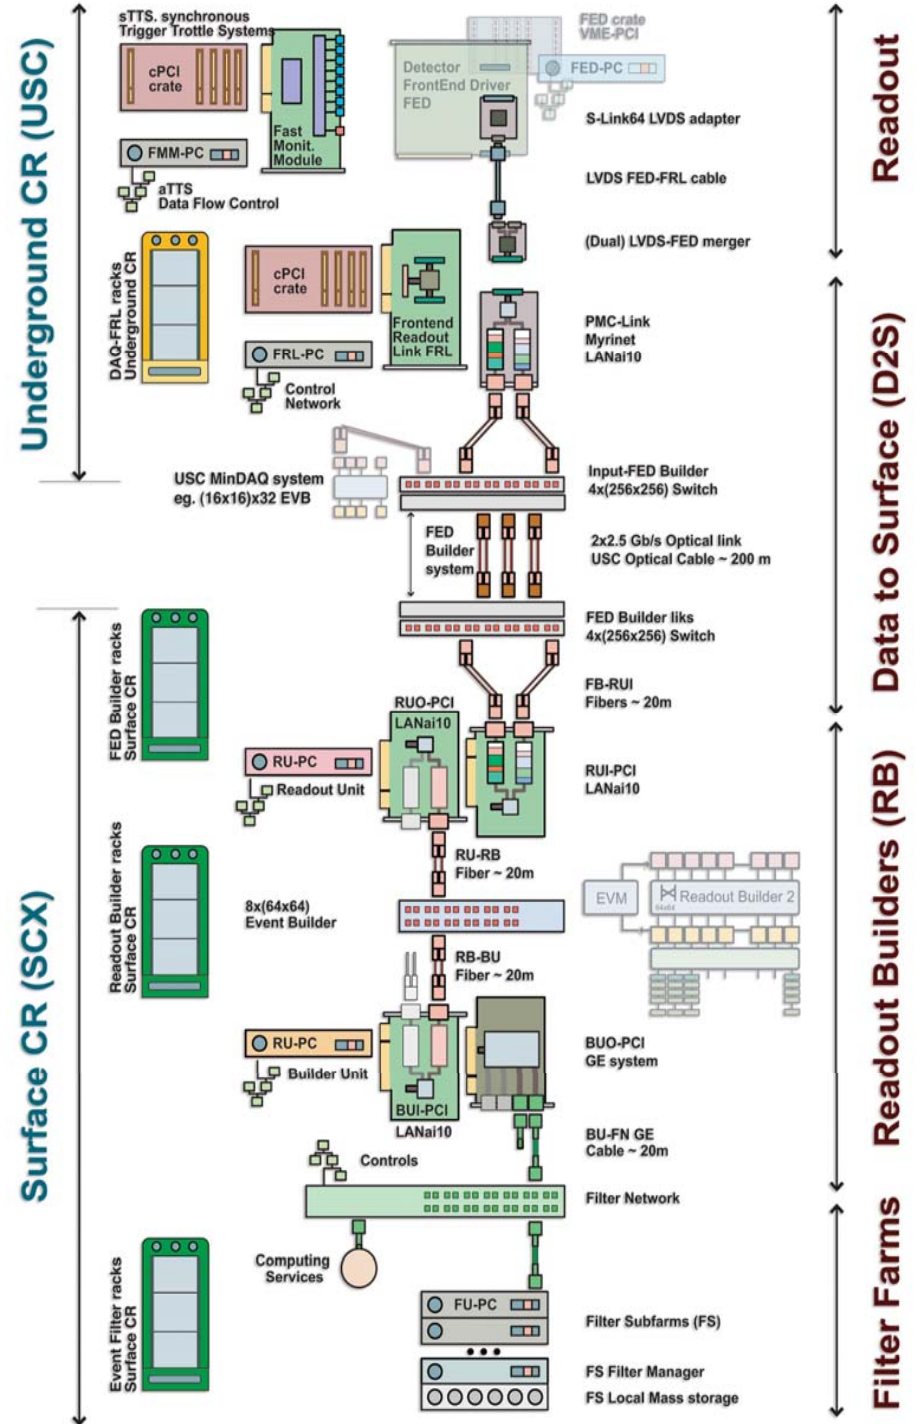 sTTS. synchronous
Trigger Trottle Systems
cPCI
crate
Fast
Monit.
Module
FMM-PC
aTTS
Data Flow Control
FED crate
VME-PCI
FED-PC
Detector
FrontEnd Driver
FED
S-Link64 LVDS adapter
LVDS FED-FRL cable
(Dual) LVDS-FED merger
Readout
Underground CR (USC)
DAQ-FRL racks
Underground CR
cPCI
crate
Frontend
Readout
Link FRL
FRL-PC
Control
Network
PMC-Link
Myrinet
LANai10
USC MinDAQ system
eg. (16x16)x32 EVB
Input-FED Builder
4x(256x256) Switch
FED
Builder
system
2x2.5 Gb/s Optical link
USC Optical Cable ~ 200 m
Data to Surface (D2S)
FED Builder liks
4x(256x256) Switch
FED Builder racks
Surface CR
FB-RUI
Fibers ~ 20m
RUO-PCI
LANai10
RU-PC
Readout Unit
RUI-PCI
LANai10
Readout Builder racks
Surface CR
RU-RB
Fiber ~ 20m
8x(64x64)
Event Builder
EVM
Readout Builder 2
64x64
RB-BU
Fiber ~ 20m
Readout Builders (RB)
Surface CR (SCX)
RU-PC
Builder Unit
BUI-PCI
LANai10
BUO-PCI
GE system
BU-FN GE
Cable ~ 20m
Controls
Filter Network
Computing
Services
Event Filter racks
Surface CR
FU-PC
Filter Subfarms (FS)
FS Filter Manager
FS Local Mass storage
Filter Farms